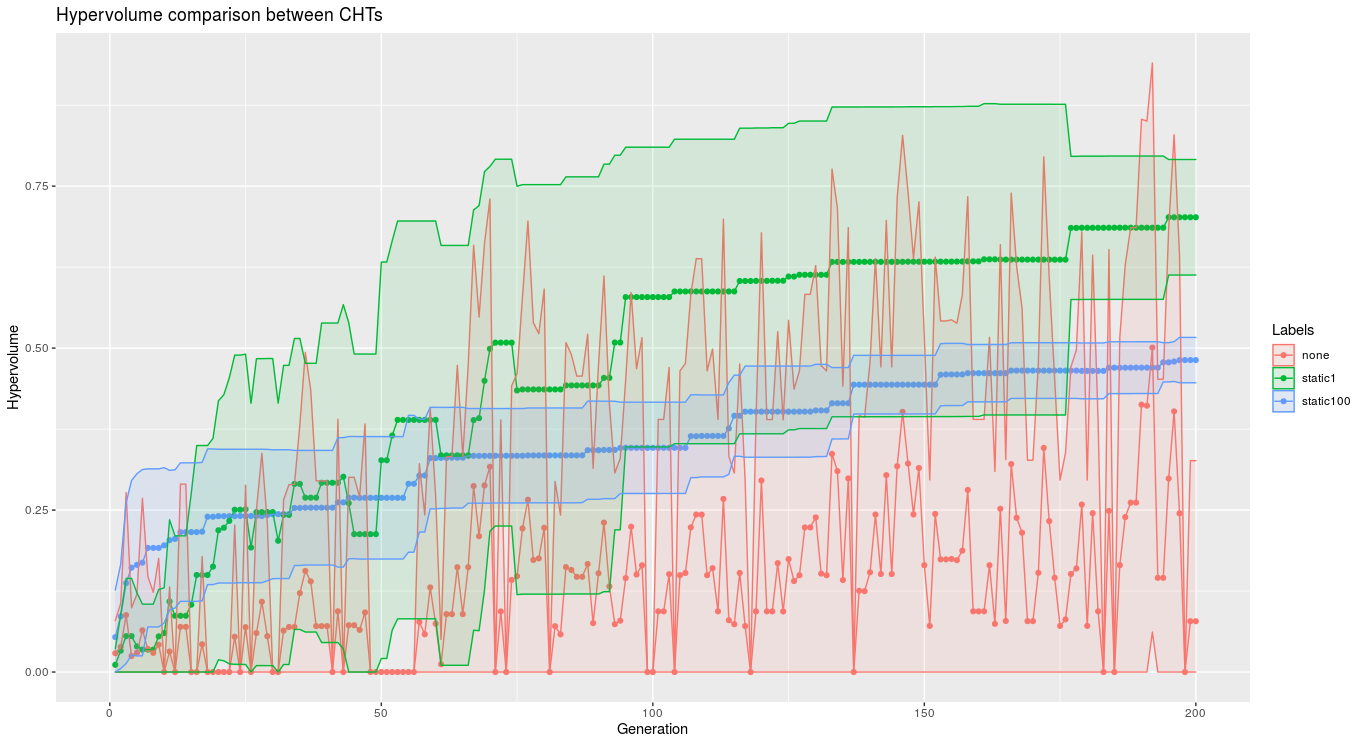 Hypervolume comparison between CHTs
Hypervolume
0.75
0.50
0.25
0.00
0
50
100
150
200
Generation
Labels
none
static1
static100